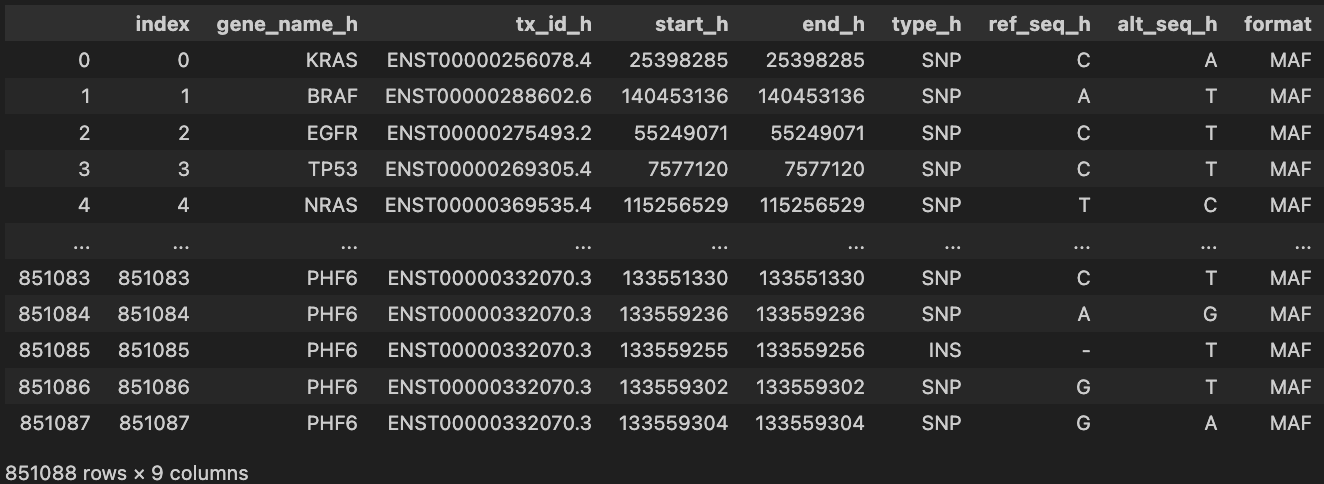 index gene_name_h tx_id_h start_h end_h type_h ref_seq_h alt_seq_h format
0 0 KRAS ENST00000256078.4 25398285 25398285 SNP C A MAF
1 1 BRAF ENST00000288602.6 140453136 140453136 SNP A T MAF
2 2 EGFR ENST00000275493.2 55249071 55249071 SNP C T MAF
3 3 TP53 ENST00000269305.4 7577120 7577120 SNP C T MAF
4 4 NRAS ENST00000369535.4 115256529 115256529 SNP T C MAF
... ... ... ... ... ... ... ... ... ...
851083 851083 PHF6 ENST00000332070.3 133551330 133551330 SNP C T MAF
851084 851084 PHF6 ENST00000332070.3 133559236 133559236 SNP A G MAF
851085 851085 PHF6 ENST00000332070.3 133559255 133559256 INS - T MAF
851086 851086 PHF6 ENST00000332070.3 133559302 133559302 SNP G T MAF
851087 851087 PHF6 ENST00000332070.3 133559304 133559304 SNP G A MAF
851088 rows × 9 columns